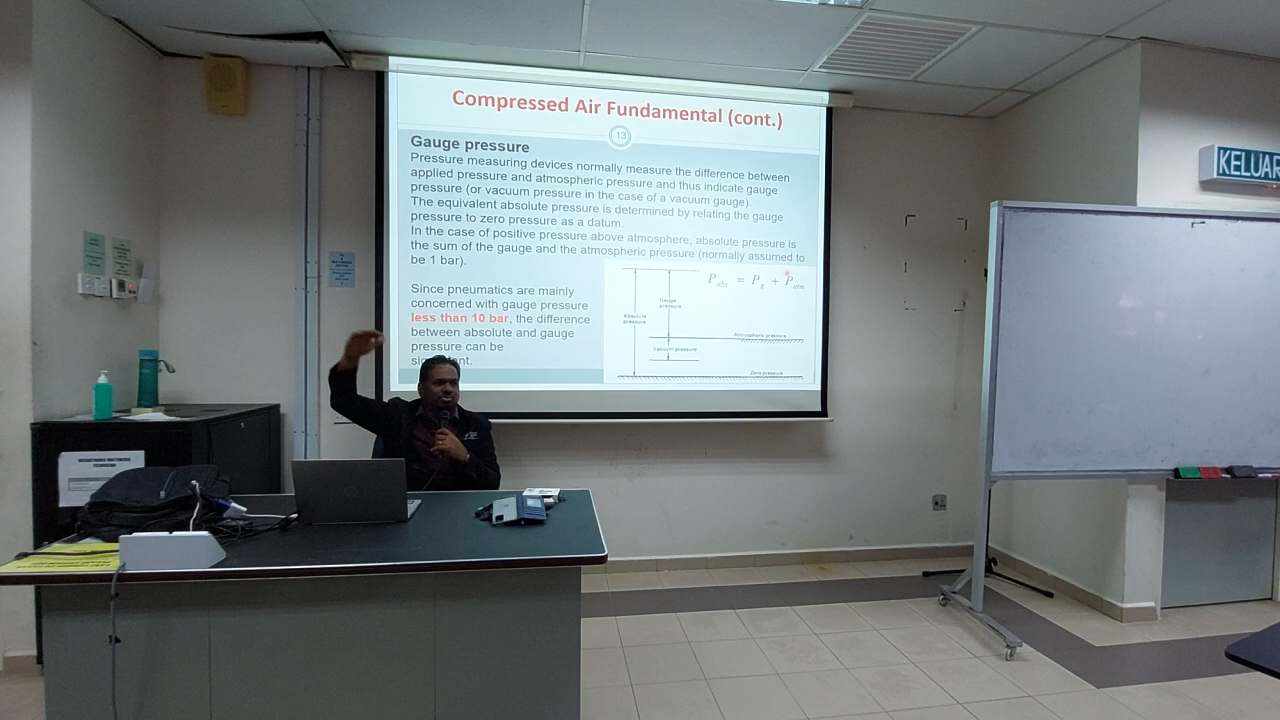 Compressed Air Fundamental (cont.)
13
Gauge pressure
Pressure measuring devices normally measure the difference between
applied pressure and atmospheric pressure and thus indicate gauge
pressure (or vacuum pressure in the case of a vacuum gauge).
The equivalent absolute pressure is determined by relating the gauge
pressure to zero pressure as a datum.
In the case of positive pressure above atmosphere, absolute pressure is
the sum of the gauge and the atmospheric pressure (normally assumed to
be 1 bar).
Since pneumatics are mainly
concerned with gauge pressure
less than 10 bar, the difference
between absolute and gauge
pressure can be
P abs = P g + P atm
Gauge
pressure
Absolute
pressure
Atmospheric pressure
Vacuum pressure
Zero pressure
KELUAR
MECHATRONIC MULTIMEDIA
TECHNICIAN